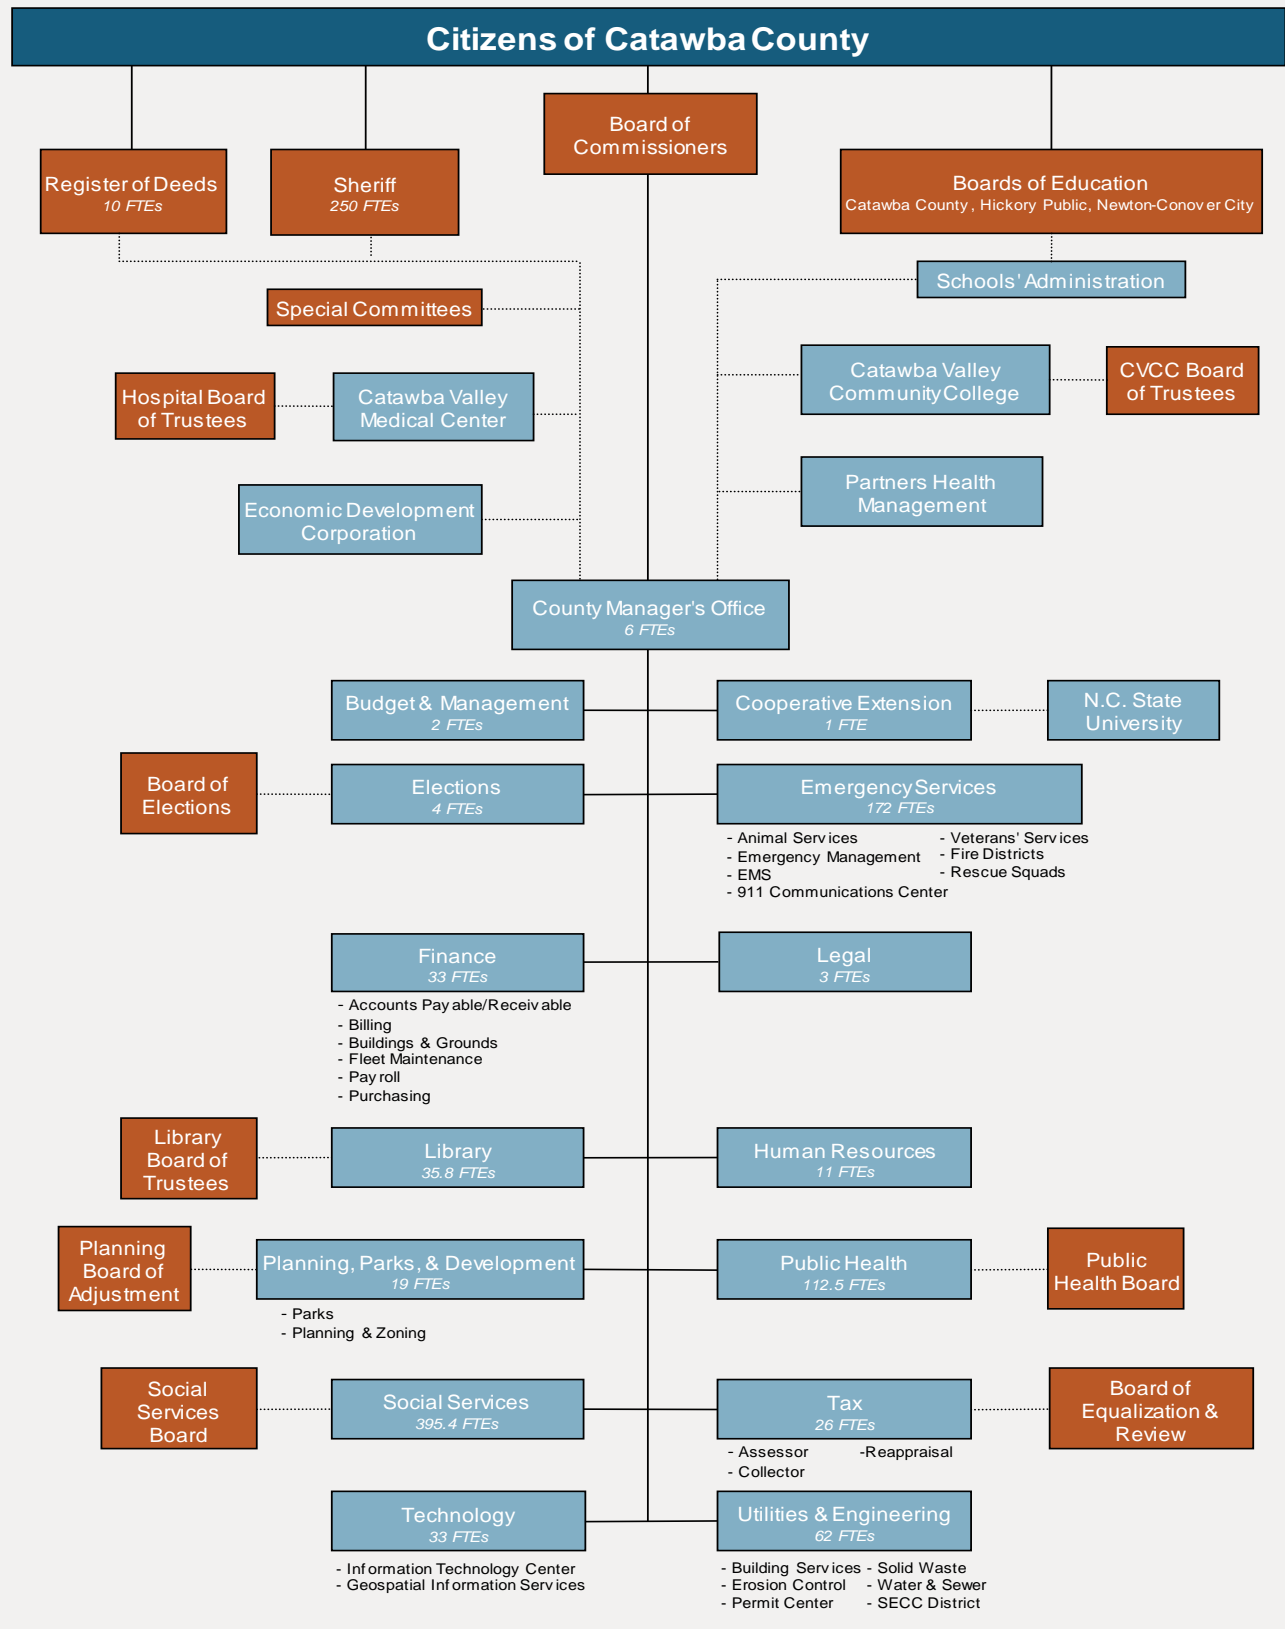 Citizens of Catawba County
Board of
Commissioners
Register of Deeds
10 FTEs
Sheriff
250 FTEs
Boards of Education
Catawba County, Hickory Public, Newton-Conover City
Schools' Administration
Special Committees
Hospital Board
of Trustees
Catawba Valley
Medical Center
Catawba Valley
Community College
CVCC Board
of Trustees
Economic Development
Corporation
Partners Health
Management
County Manager's Office
6 FTEs
Budget & Management
2 FTEs
Cooperative Extension
1 FTE
N.C. State
University
Board of
Elections
Elections
4 FTEs
Emergency Services
172 FTEs
- Animal Services
- Emergency Management
- EMS
- 911 Communications Center
- Veterans' Services
- Fire Districts
- Rescue Squads
Finance
33 FTEs
- Accounts Payable/Receivable
- Billing
- Buildings & Grounds
- Fleet Maintenance
- Payroll
- Purchasing
Legal
3 FTEs
Library
Board of
Trustees
Library
35.8 FTEs
Human Resources
11 FTEs
Planning
Board of
Adjustment
Planning, Parks, & Development
19 FTEs
- Parks
- Planning & Zoning
Public Health
112.5 FTEs
Public
Health Board
Social
Services
Board
Social Services
395.4 FTEs
Tax
26 FTEs
- Assessor
- Collector
-Reappraisal
Board of
Equalization &
Review
Technology
33 FTEs
- Information Technology Center
- Geospatial Information Services
Utilities & Engineering
62 FTEs
- Building Services
- Erosion Control
- Permit Center
- Solid Waste
- Water & Sewer
- SECC District